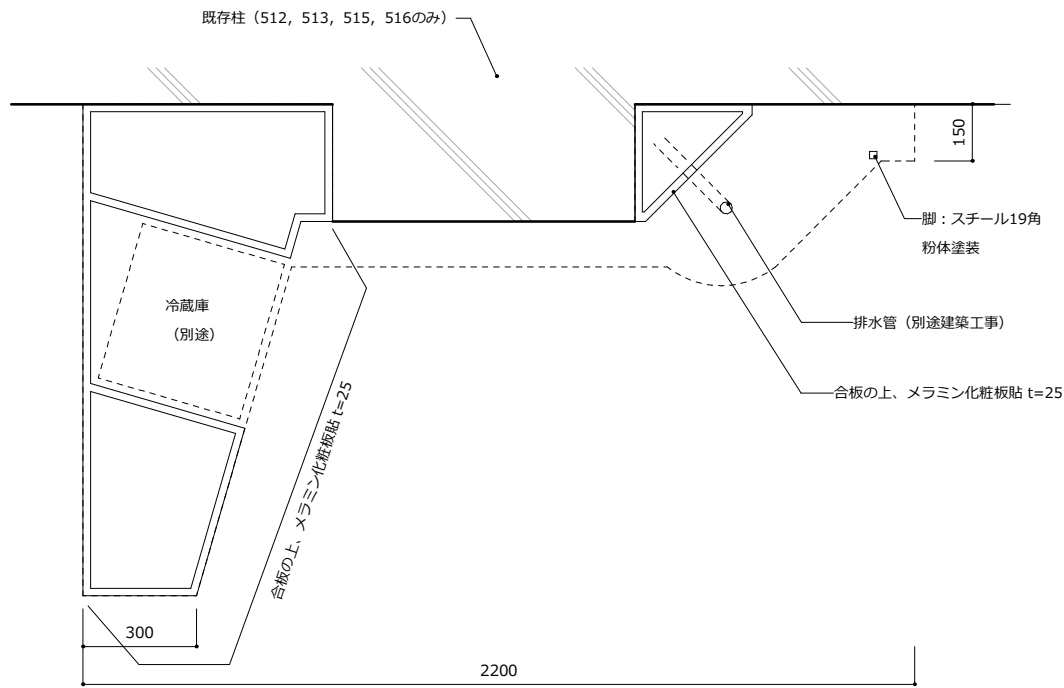 既存柱（512，513，515，516のみ）
150
脚：スチール19角
粉体塗装
冷蔵庫
（別途）
排水管（別途建築工事）
合板の上、メラミン化粧板貼 t=25
合板の上、メラミン化粧板貼 t=25
300
2200